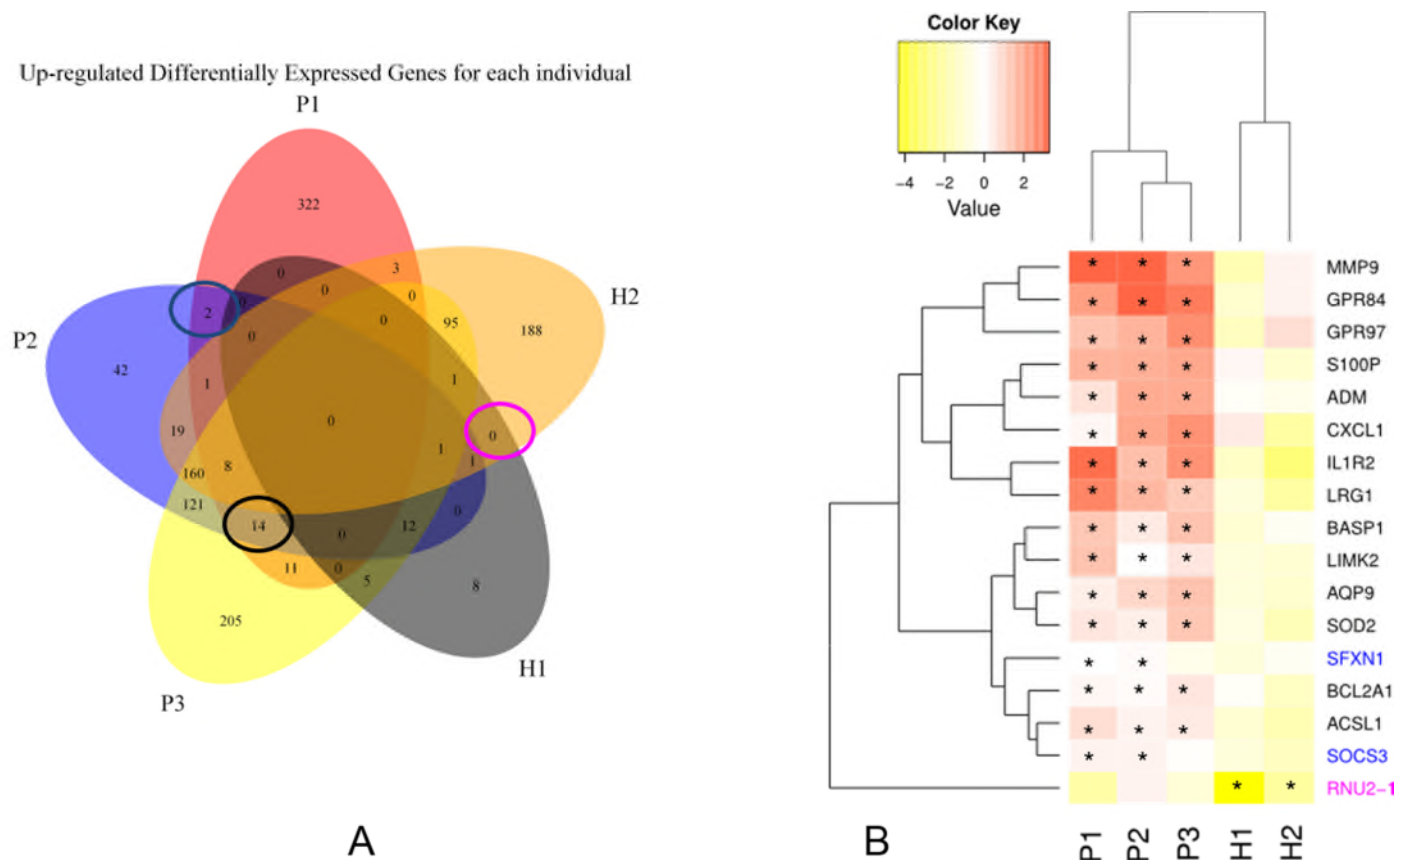 Up-regulated Differentially Expressed Genes for each individual
P1
322
H2
188
P2
42
2
0
0
0
3
0
0
95
0
1
1
0
19
0
1
1
160
8
121
14
0
12
0
11
0
5
8
205
H1
P3
A
Color Key
-4 -2 0 2
Value
* * * MMP9
* * * GPR84
* * * GPR97
* * * S100P
* * * ADM
* * * CXCL1
* * * IL1R2
* * * LRG1
* * * BASP1
* * * LIMK2
* * * AQP9
* * * SOD2
* * SFXN1
* * * BCL2A1
* * * ACSL1
* * SOCS3
* * RNU2-1
P1 P2 P3 H1 H2
B